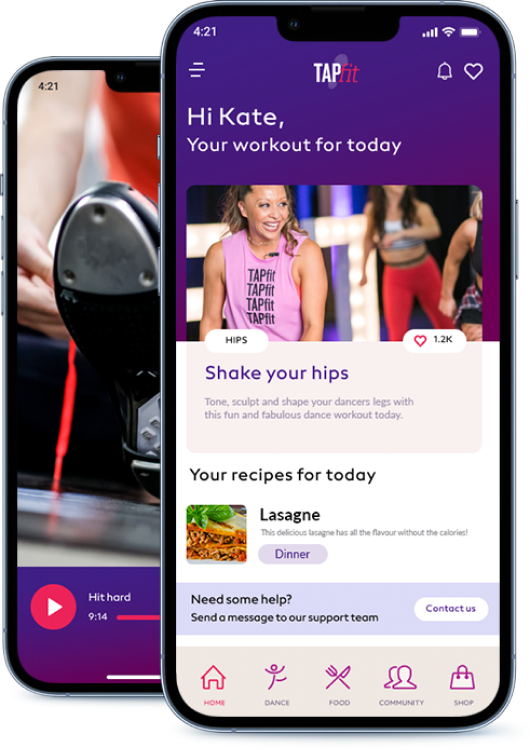 4:21
Hit hard
9:14
4:21
TAPfit
Hi Kate,
Your workout for today
TAPfit
TAPfit
TAPfit
TAPfit
HIPS
1.2K
Shake your hips
Tone, sculpt and shape your dancers legs with
this fun and fabulous dance workout today.
Your recipes for today
Lasagne
This delicious lasagne has all the flavour without the calories!
Dinner
Need some help?
Send a message to our support team
Contact us
HOME
DANCE
FOOD
COMMUNITY
SHOP